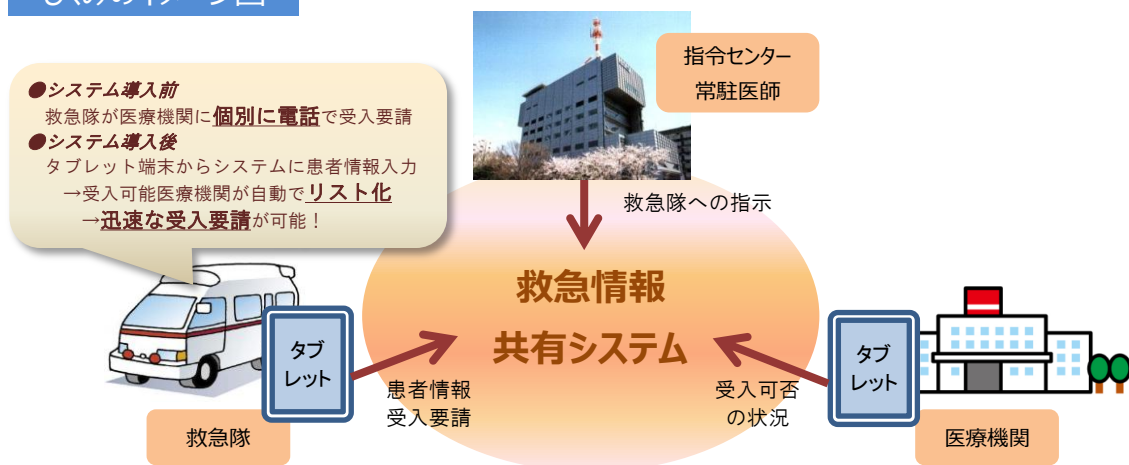 指令センター
常駐医師
●システム導入前
救急隊が医療機関に個別に電話で受入要請
●システム導入後
タブレット端末からシステムに患者情報入力
→受入可能医療機関が自動でリスト化
→迅速な受入要請が可能！
救急隊への指示
救急情報
共有システム
タブ
レット
患者情報
受入要請
救急隊
受入可否
の状況
タブ
レット
医療機関